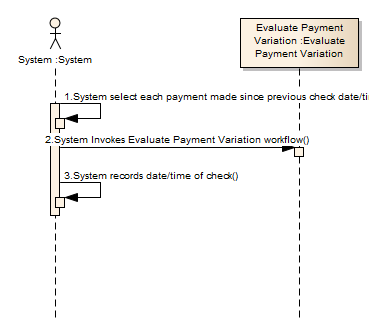 Evaluate Payment
Variation :Evaluate
Payment Variation
System :System
1.System select each payment made since previous check date/ti
2.System Invokes Evaluate Payment Variation workflow()
3.System records date/time of check()